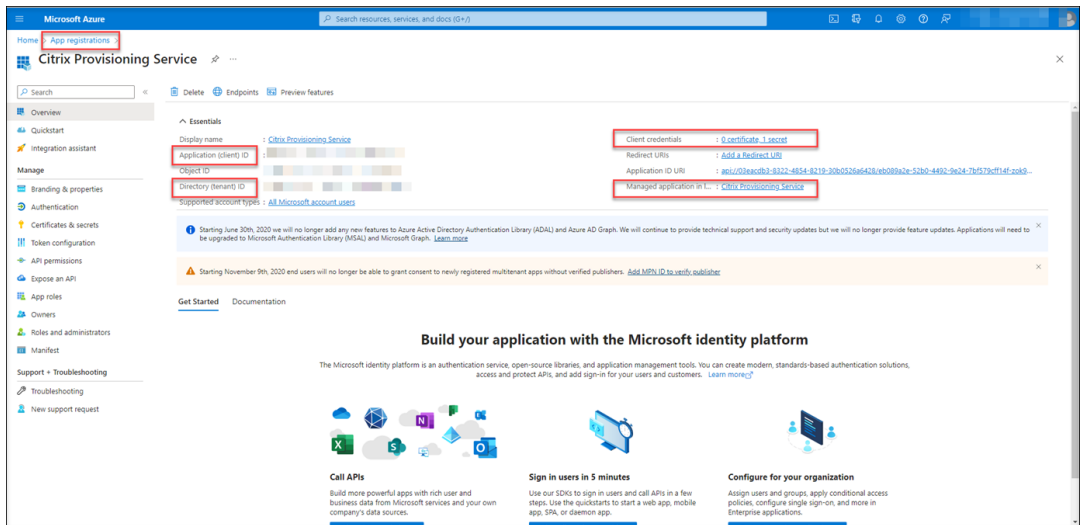 Microsoft Azure
Search resources, services, and docs (G+/)
Home > App registrations >
Citrix Provisioning Service
Search
Delete Endpoints Preview features
Overview
Quickstart
Integration assistant
Manage
Branding & properties
Authentication
Certificates & secrets
Token configuration
API permissions
Expose an API
App roles
Owners
Roles and administrators
Manifest
Support + Troubleshooting
Troubleshooting
New support request
Essentials
Display name : Citrix Provisioning Service
Application (client) ID :
Object ID
Directory (tenant) ID
Supported account types : All Microsoft account users
Client credentials : 0 certificate, 1 secret
Redirect URIs : Add a Redirect URI
Application ID URI : api://03eacdb3-8322-4854-8219-30b0526a6428/eb089a2e-52b0-4492-9e24-7bf579cff14f-zok9...
Managed application in l... : Citrix Provisioning Service
Starting June 30th, 2020 we will no longer add any new features to Azure Active Directory Authentication Library (ADAL) and Azure AD Graph. We will continue to provide technical support and security updates but we will no longer provide feature updates. Applications will need to
be upgraded to Microsoft Authentication Library (MSAL) and Microsoft Graph. Learn more
Starting November 9th, 2020 end users will no longer be able to grant consent to newly registered multitenant apps without verified publishers. Add MPN ID to verify publisher
Get Started Documentation
Build your application with the Microsoft identity platform
The Microsoft identity platform is an authentication service, open-source libraries, and application management tools. You can create modern, standards-based authentication solutions,
access and protect APIs, and add sign-in for your users and customers. Learn more
Call APIs
Build more powerful apps with rich user and
business data from Microsoft services and your own
company's data sources.
Sign in users in 5 minutes
Use our SDKs to sign in users and call APIs in a few
steps. Use the quickstarts to start a web app, mobile
app, SPA, or daemon app.
Configure for your organization
Assign users and groups, apply conditional access
policies, configure single sign-on, and more in
Enterprise applications.